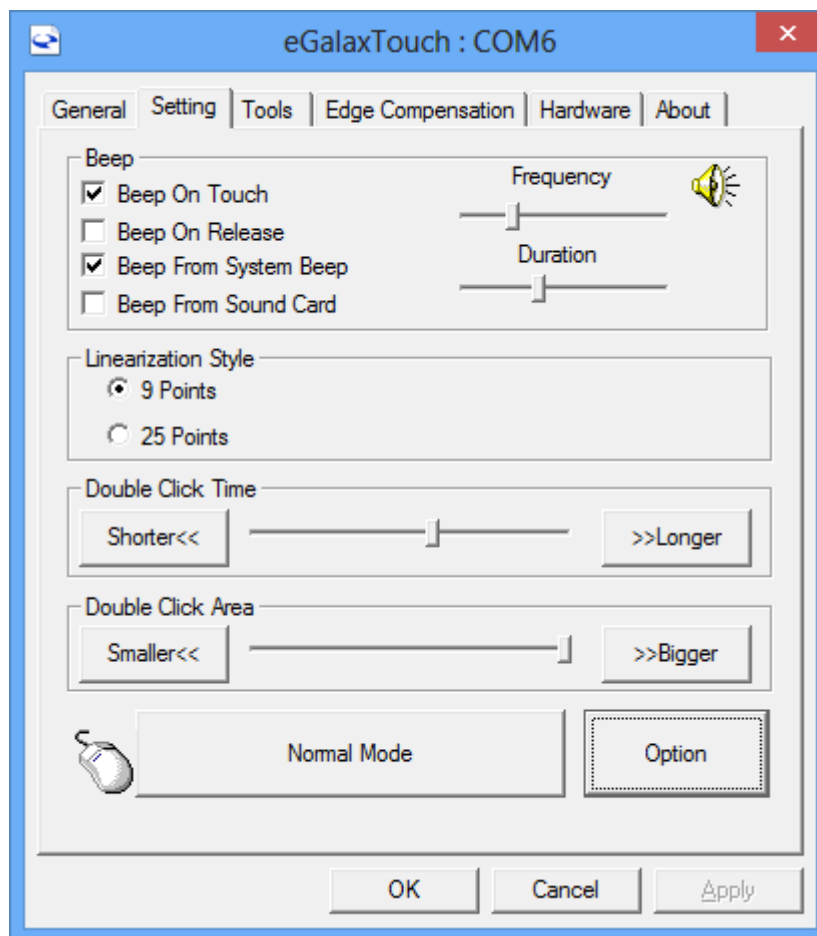 eGalaxTouch : COM6
General Setting Tools Edge Compensation Hardware About
Beep
Beep On Touch
Beep On Release
Beep From System Beep
Beep From Sound Card
Frequency
Duration
Linearization Style
9 Points
25 Points
Double Click Time
Shorter<< >>Longer
Double Click Area
Smaller<< >>Bigger
Normal Mode Option
OK Cancel Apply